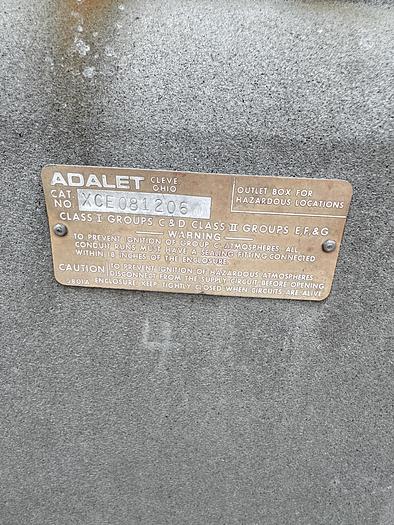 ADALET CLEVE OHIO
OUTLET BOX FOR
HAZARDOUS LOCATIONS
CAT. NO. XCE 081206
CLASS I GROUPS C & D CLASS II GROUPS E,F,&G
WARNING
TO PREVENT IGNITION OF GROUP C ATMOSPHERES, ALL
CONDUIT RUNS MUST HAVE A SEALING FITTING CONNECTED
WITHIN 18 INCHES OF THE ENCLOSURE.
CAUTION TO PREVENT IGNITION OF HAZARDOUS ATMOSPHERES
DISCONNECT FROM THE SUPPLY CIRCUIT BEFORE OPENING
ENCLOSURE. KEEP TIGHTLY CLOSED WHEN CIRCUITS ARE ALIVE
4